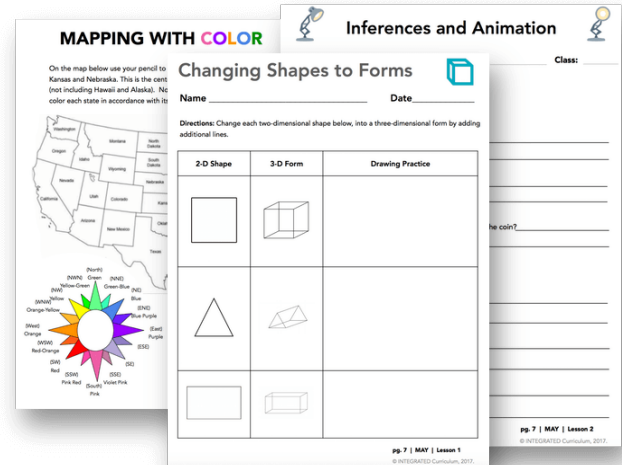 MAPPING WITH COLOR
On the map below use your pencil to
Kansas and Nebraska. This is the cent
(not including Hawaii and Alaska). No
color each state in accordance with its
Washington
Montana
North
Dakota
Oregon
Idaho
South
Dakota
Wyoming
Nebraska
Nevada
Utah
Colorado
Kans
California
Arizona
New Mexico
Oklah
Texas
(North)
Green
(NNW)
Yellow-Green
(NNE)
Green-Blue
(NW)
Yellow
(NE)
Blue
(WNW)
Orange-Yellow
(ENE)
Blue Purple
(West)
Orange
(East)
Purple
(WSW)
Red-Orange
(ESE)
(SW)
Red
(SE)
(SSW)
Pink Red
(SSE)
Violet Pink
(South)
Pink
Changing Shapes to Forms
Name
Date
Directions: Change each two-dimensional shape below, into a three-dimensional form by adding
additional lines.
2-D Shape
3-D Form
Drawing Practice
pg. 7 | MAY | Lesson 1
© INTEGRATED Curriculum, 2017.
Inferences and Animation
Class:
he coin?
pg. 7 | MAY | Lesson 2
© INTEGRATED Curriculum, 2017.